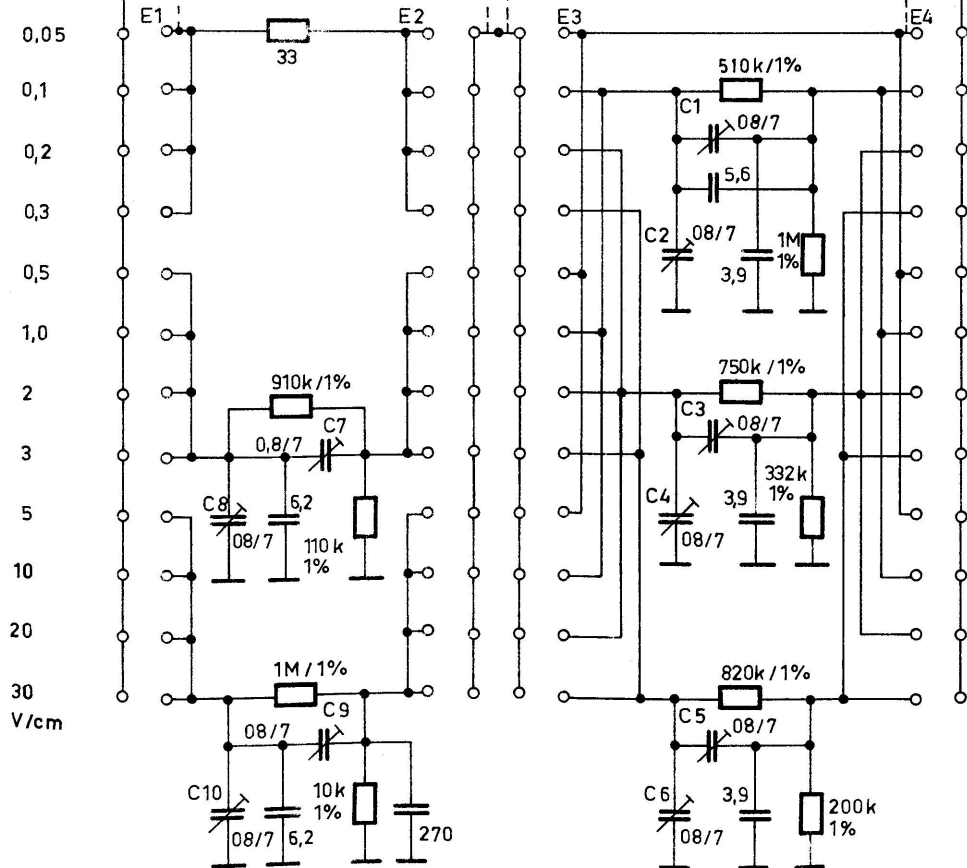 E1
E2
E3
E4
0,05
33
510k/1%
0,1
C1
08/7
0,2
5,6
0,3
C2
08/7
3,9
1M
1%
0,5
1,0
750k/1%
910k/1%
2
C3
08/7
0,8/7
C7
3
332k
1%
C8
6,2
C4
3,9
5
08/7
110k
1%
08/7
10
20
1M/1%
820k/1%
30
V/cm
08/7
C9
C5
08/7
C10
10k
1%
C6
3,9
200k
1%
08/7
6,2
270
08/7